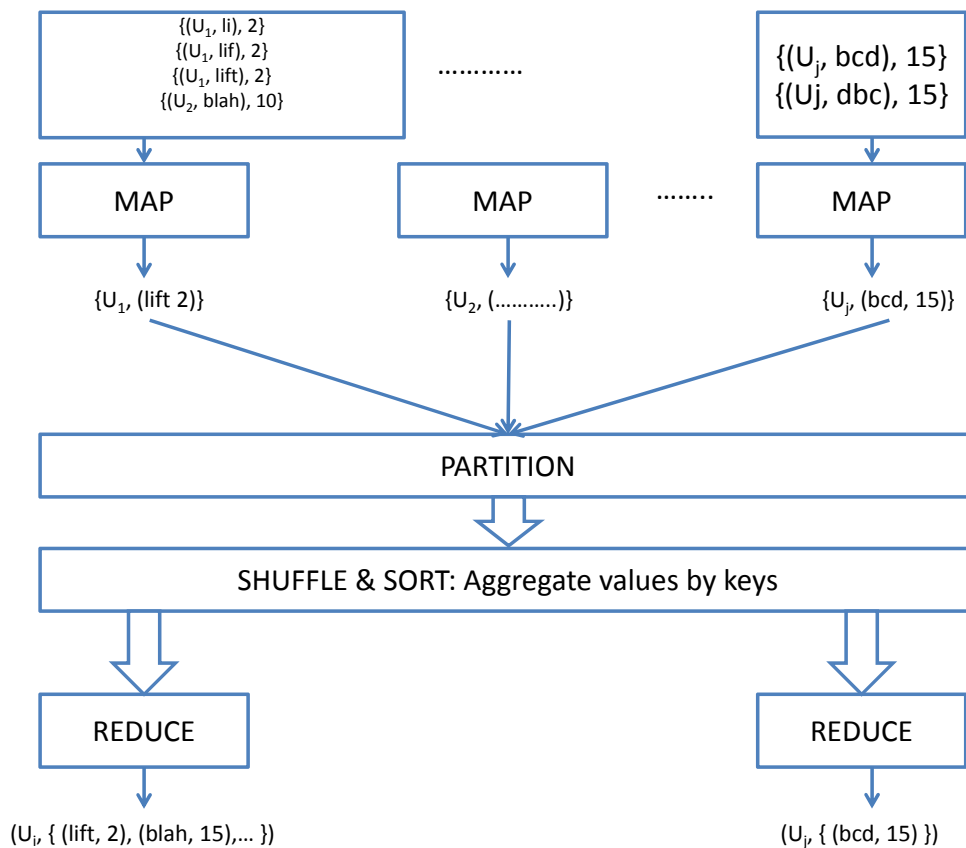 {(U₁, li), 2}
{(U₁, lif), 2}
{(U₁, lift), 2}
{(U₂, blah), 10}
…………
{(Uⱼ, bcd), 15}
{(Uj, dbc), 15}
MAP
MAP
……..
MAP
{U₁, (lift 2)}
{U₂, (………..)}
{Uⱼ, (bcd, 15)}
PARTITION
SHUFFLE & SORT: Aggregate values by keys
REDUCE
REDUCE
(Uᵢ, { (lift, 2), (blah, 15),… })
(Uⱼ, { (bcd, 15) })